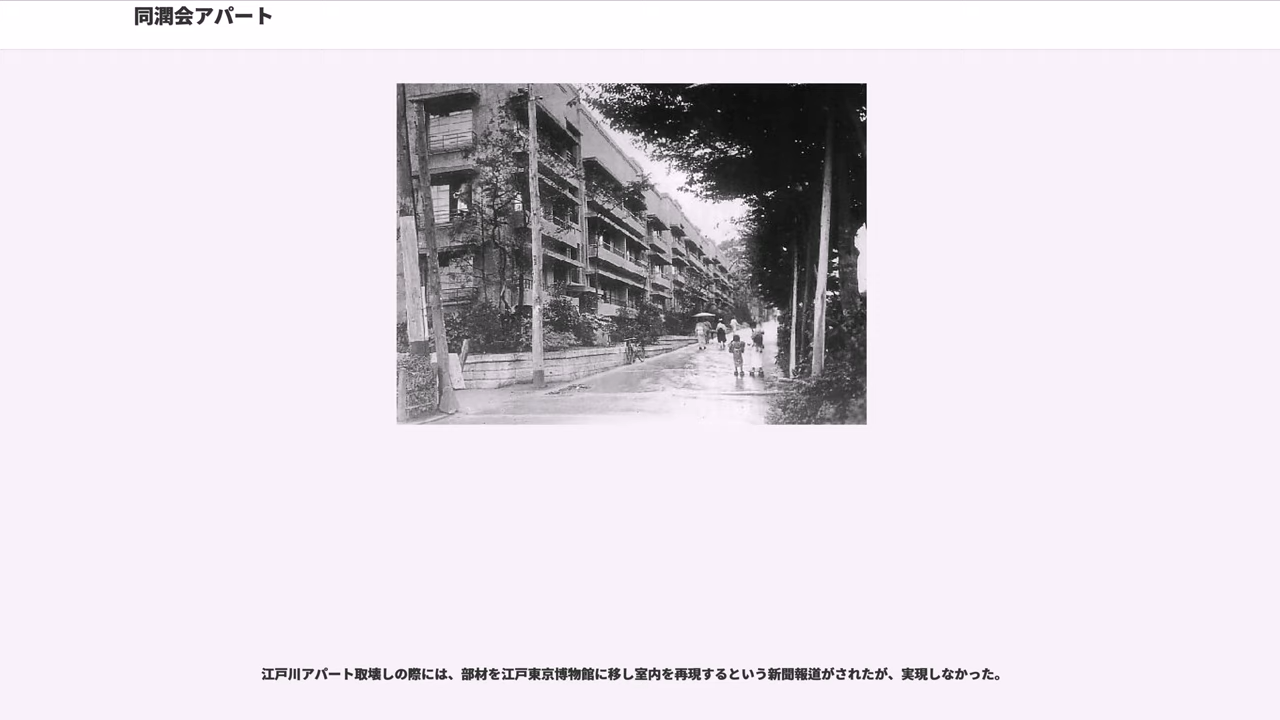 同潤会アパート
江戸川アパート取壊しの際には、部材を江戸東京博物館に移し室内を再現するという新聞報道がされたが、実現しなかった。